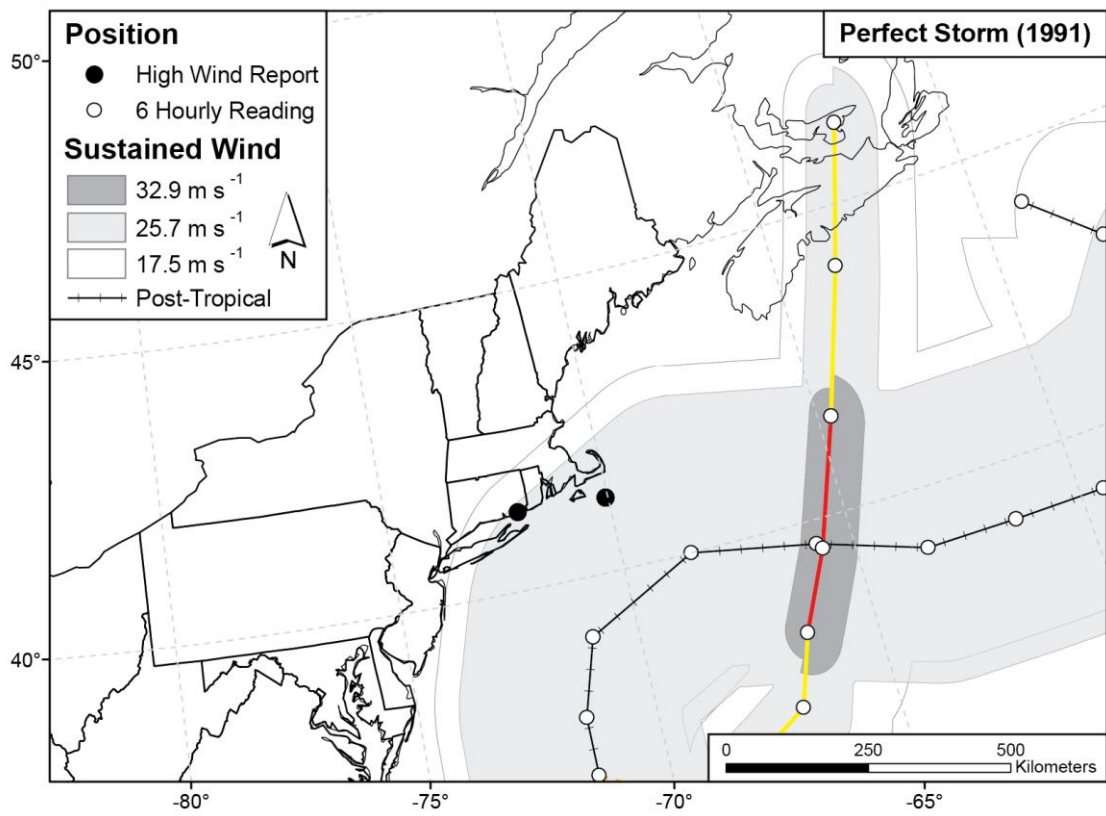 Perfect Storm (1991)
Position
High Wind Report
6 Hourly Reading
Sustained Wind
32.9 m s⁻¹
25.7 m s⁻¹
17.5 m s⁻¹
Post-Tropical
N
50°
45°
40°
0 250 500
Kilometers
-80° -75° -70° -65°